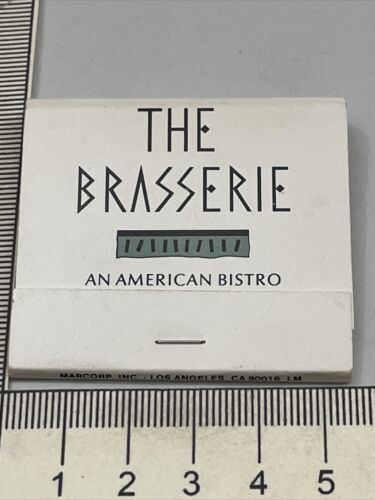 THE
BRASSERIE
AN AMERICAN BISTRO
MARCORP, INC. - LOS ANGELES, CA 90016 LM
1 2 3 4 5